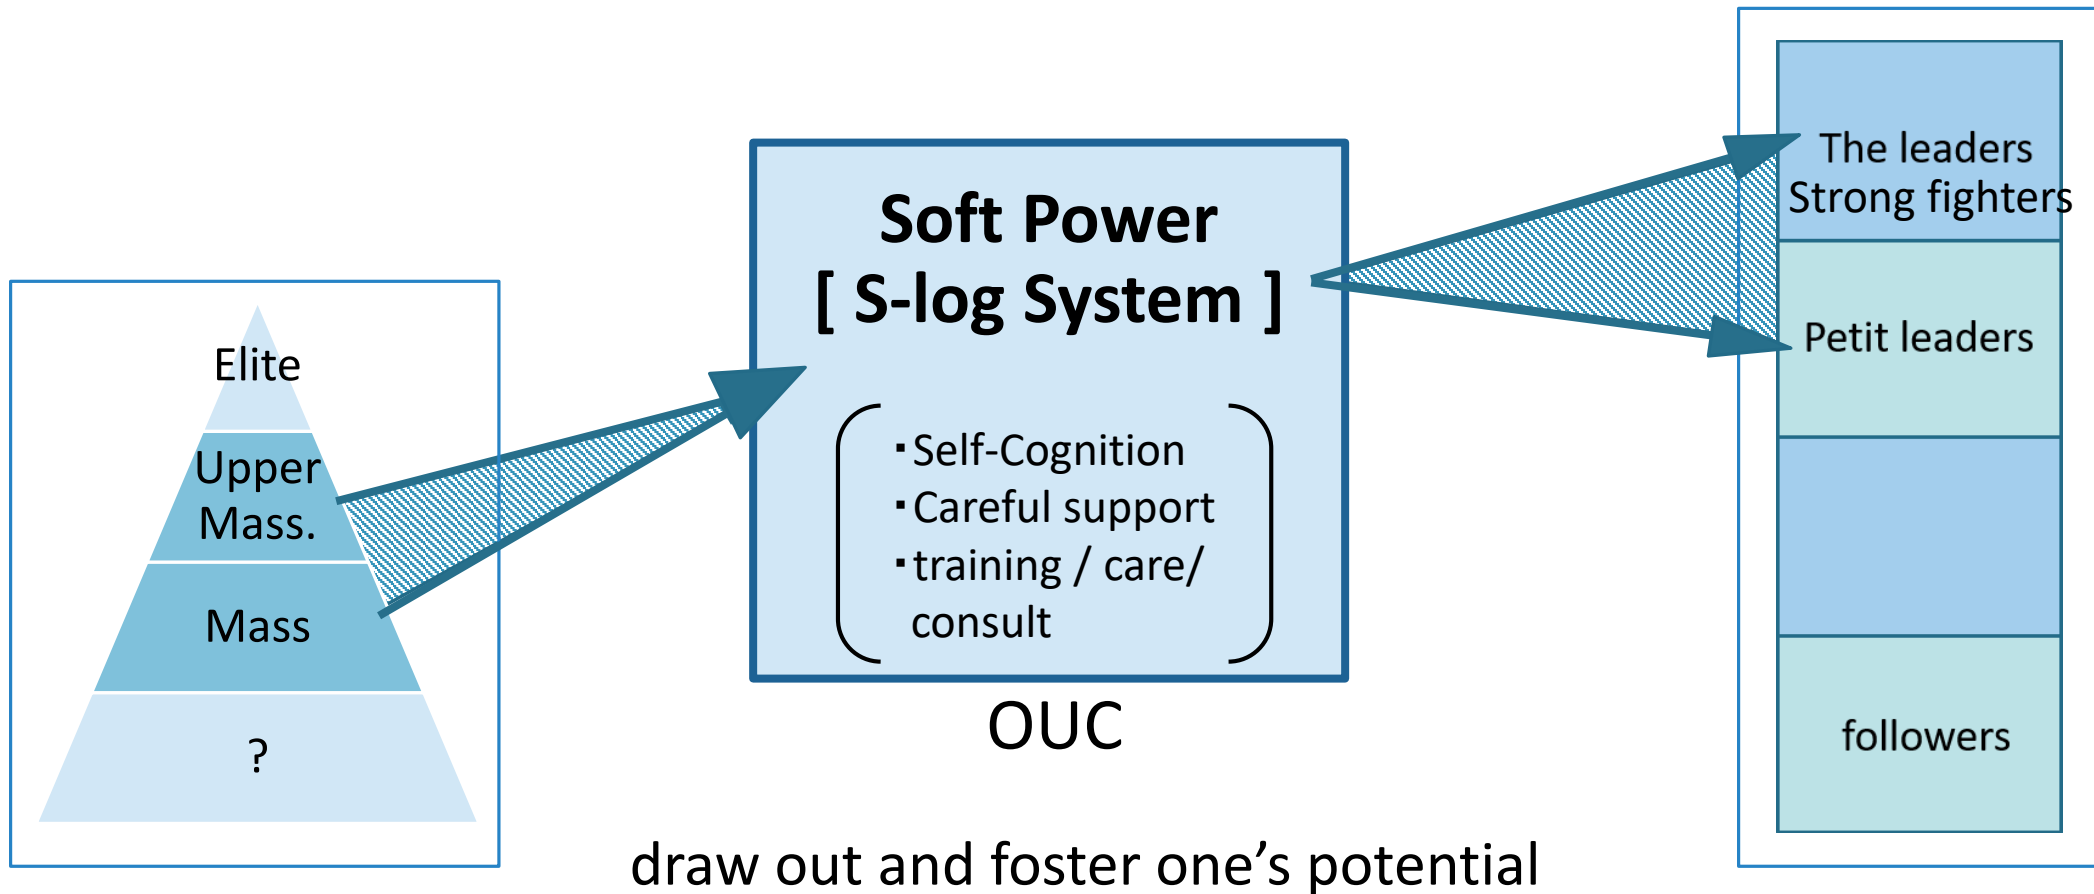 Elite
Upper
Mass.
Mass
?
Soft Power
[ S-log System ]
・Self-Cognition
・Careful support
・training / care/
consult
OUC
draw out and foster one’s potential
The leaders
Strong fighters
Petit leaders
followers